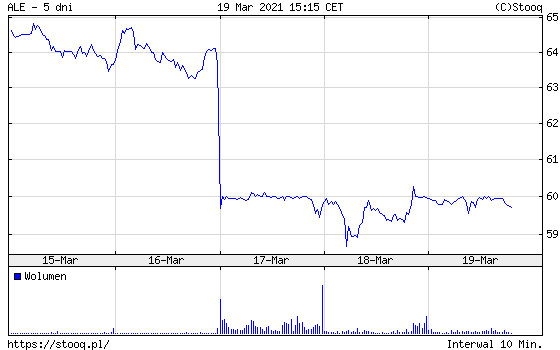 ALE - 5 dni 19 Mar 2021 15:15 CET (C)Stooq
65
64
63
62
61
60
59
15-Mar 16-Mar 17-Mar 18-Mar 19-Mar
Wolumen
https://stooq.pl/ Interwal 10 Min.